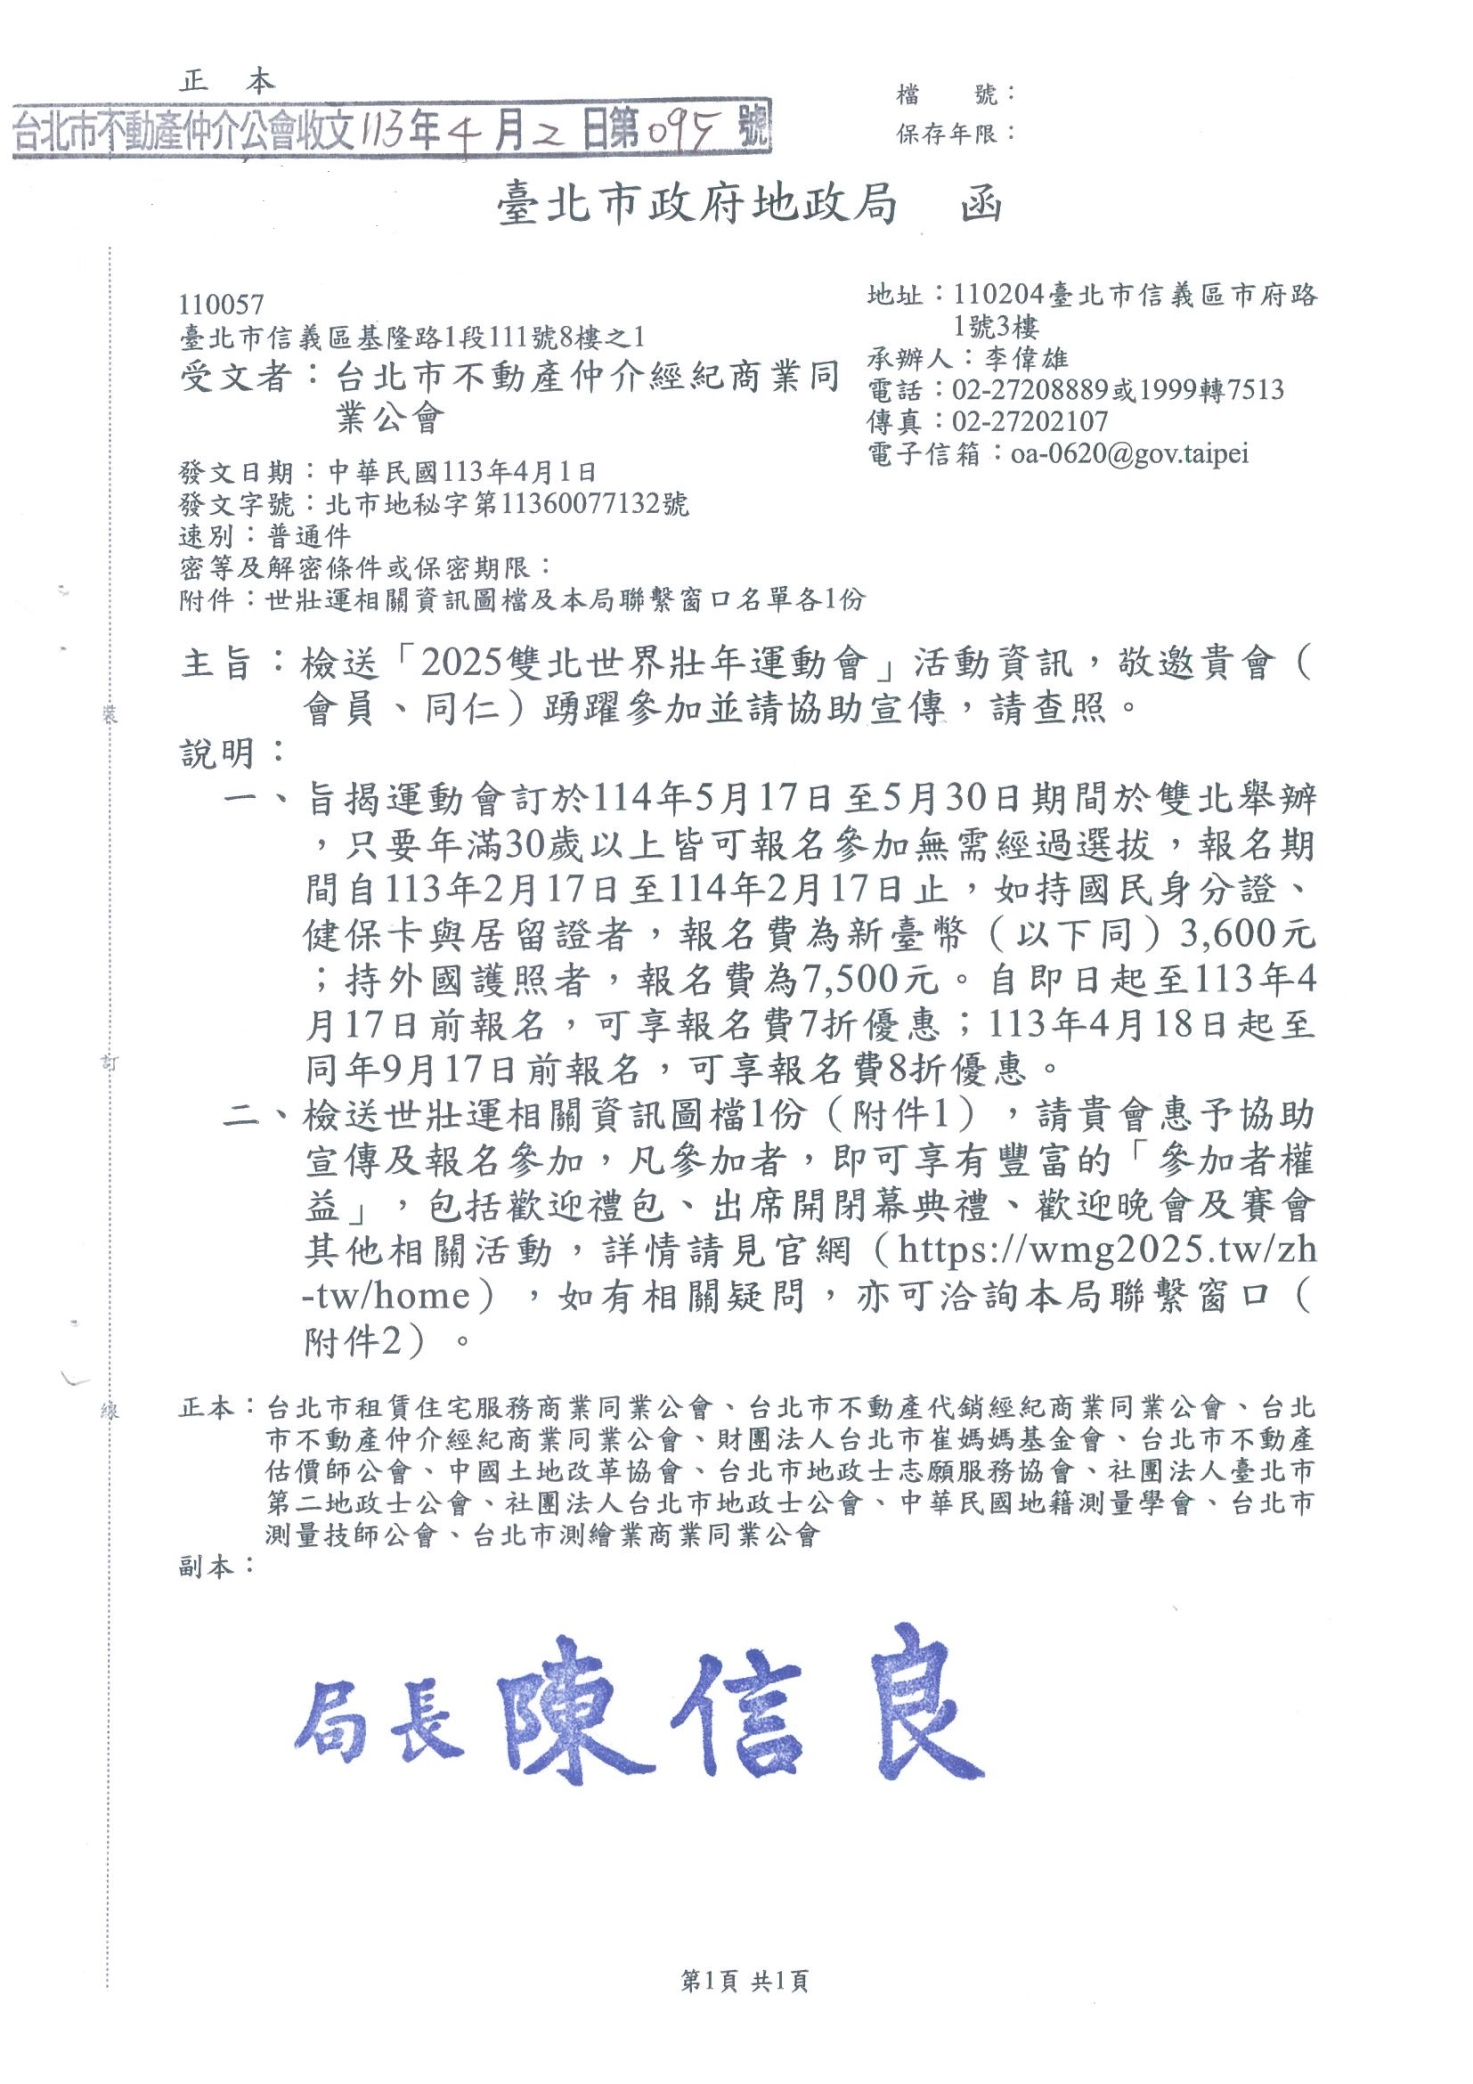 正　本
檔　　號：
保存年限：
台北市不動產仲介公會收文113年4月2日第095號
臺北市政府地政局　函
地址：110204臺北市信義區市府路
1號3樓
承辦人：李偉雄
電話：02-27208889或1999轉7513
傳真：02-27202107
電子信箱：oa-0620@gov.taipei
110057
臺北市信義區基隆路1段111號8樓之1
受文者：台北市不動產仲介經紀商業同
業公會
發文日期：中華民國113年4月1日
發文字號：北市地秘字第11360077132號
速別：普通件
密等及解密條件或保密期限：
附件：世壯運相關資訊圖檔及本局聯繫窗口名單各1份
主旨：檢送「2025雙北世界壯年運動會」活動資訊，敬邀貴會（
會員、同仁）踴躍參加並請協助宣傳，請查照。
說明：
一、旨揭運動會訂於114年5月17日至5月30日期間於雙北舉辦
，只要年滿30歲以上皆可報名參加無需經過選拔，報名期
間自113年2月17日至114年2月17日止，如持國民身分證、
健保卡與居留證者，報名費為新臺幣（以下同）3,600元
；持外國護照者，報名費為7,500元。自即日起至113年4
月17日前報名，可享報名費7折優惠；113年4月18日起至
同年9月17日前報名，可享報名費8折優惠。
二、檢送世壯運相關資訊圖檔1份（附件1），請貴會惠予協助
宣傳及報名參加，凡參加者，即可享有豐富的「參加者權
益」，包括歡迎禮包、出席開閉幕典禮、歡迎晚會及賽會
其他相關活動，詳情請見官網（https://wmg2025.tw/zh
-tw/home），如有相關疑問，亦可洽詢本局聯繫窗口（
附件2）。
正本：台北市租賃住宅服務商業同業公會、台北市不動產代銷經紀商業同業公會、台北
市不動產仲介經紀商業同業公會、財團法人台北市崔媽媽基金會、台北市不動產
估價師公會、中國土地改革協會、台北市地政士志願服務協會、社團法人臺北市
第二地政士公會、社團法人台北市地政士公會、中華民國地籍測量學會、台北市
測量技師公會、台北市測繪業商業同業公會
副本：
裝
訂
線
局長陳信良
第1頁 共1頁